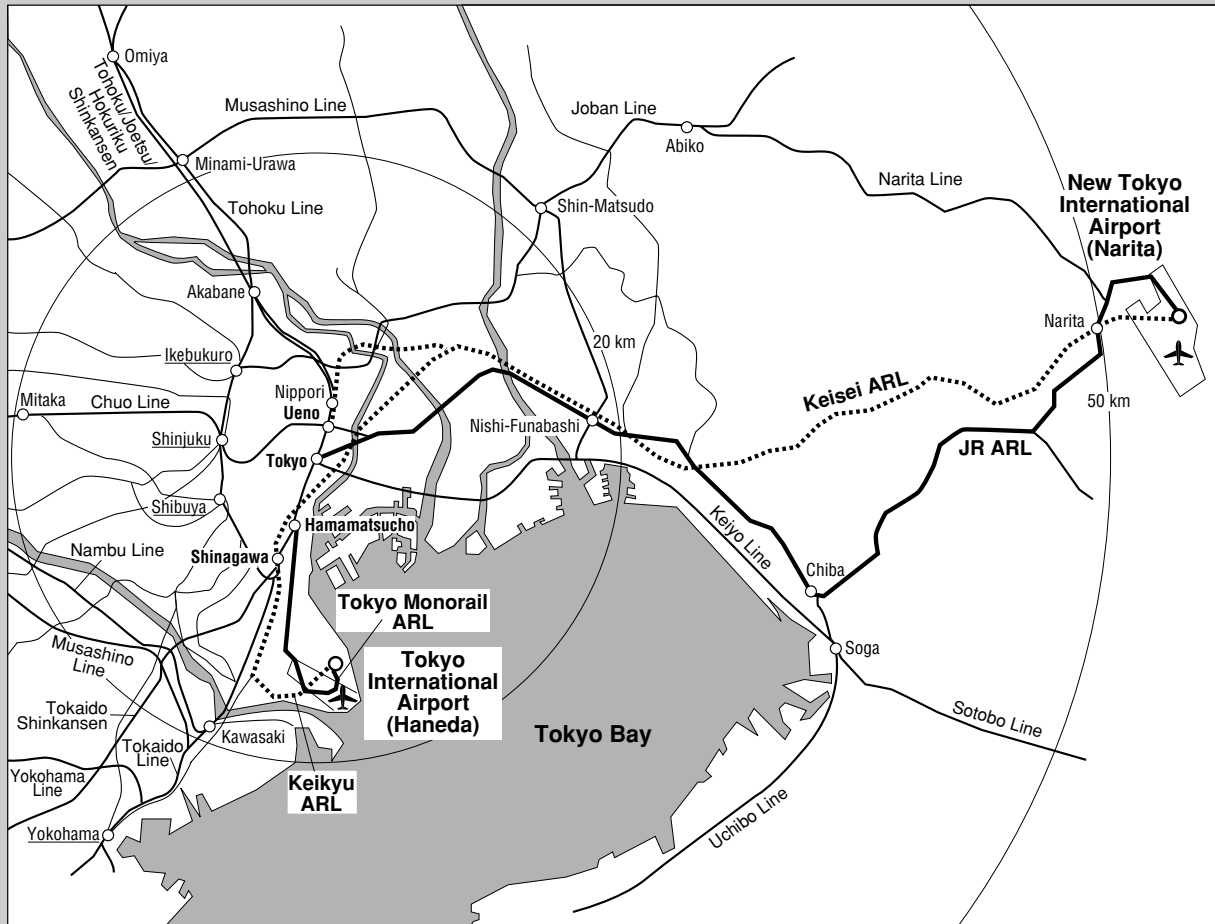 Omiya
Tohoku/Joetsu/
Hokuriku
Shinkansen
Musashino Line
Joban Line
Abiko
Minami-Urawa
Narita Line
New Tokyo
International
Airport
(Narita)
Tohoku Line
Shin-Matsudo
Akabane
Narita
20 km
Ikebukuro
Nippori
Ueno
Mitaka
Chuo Line
Keisei ARL
50 km
Nishi-Funabashi
Shinjuku
Tokyo
JR ARL
Shibuya
Hamamatsucho
Keiyo Line
Nambu Line
Shinagawa
Chiba
Tokyo Monorail
ARL
Musashino
Line
Soga
Tokyo
International
Airport
(Haneda)
Tokaido
Shinkansen
Kawasaki
Tokaido
Line
Tokyo Bay
Sotobo Line
Yokohama
Line
Keikyu
ARL
Uchibo Line
Yokohama